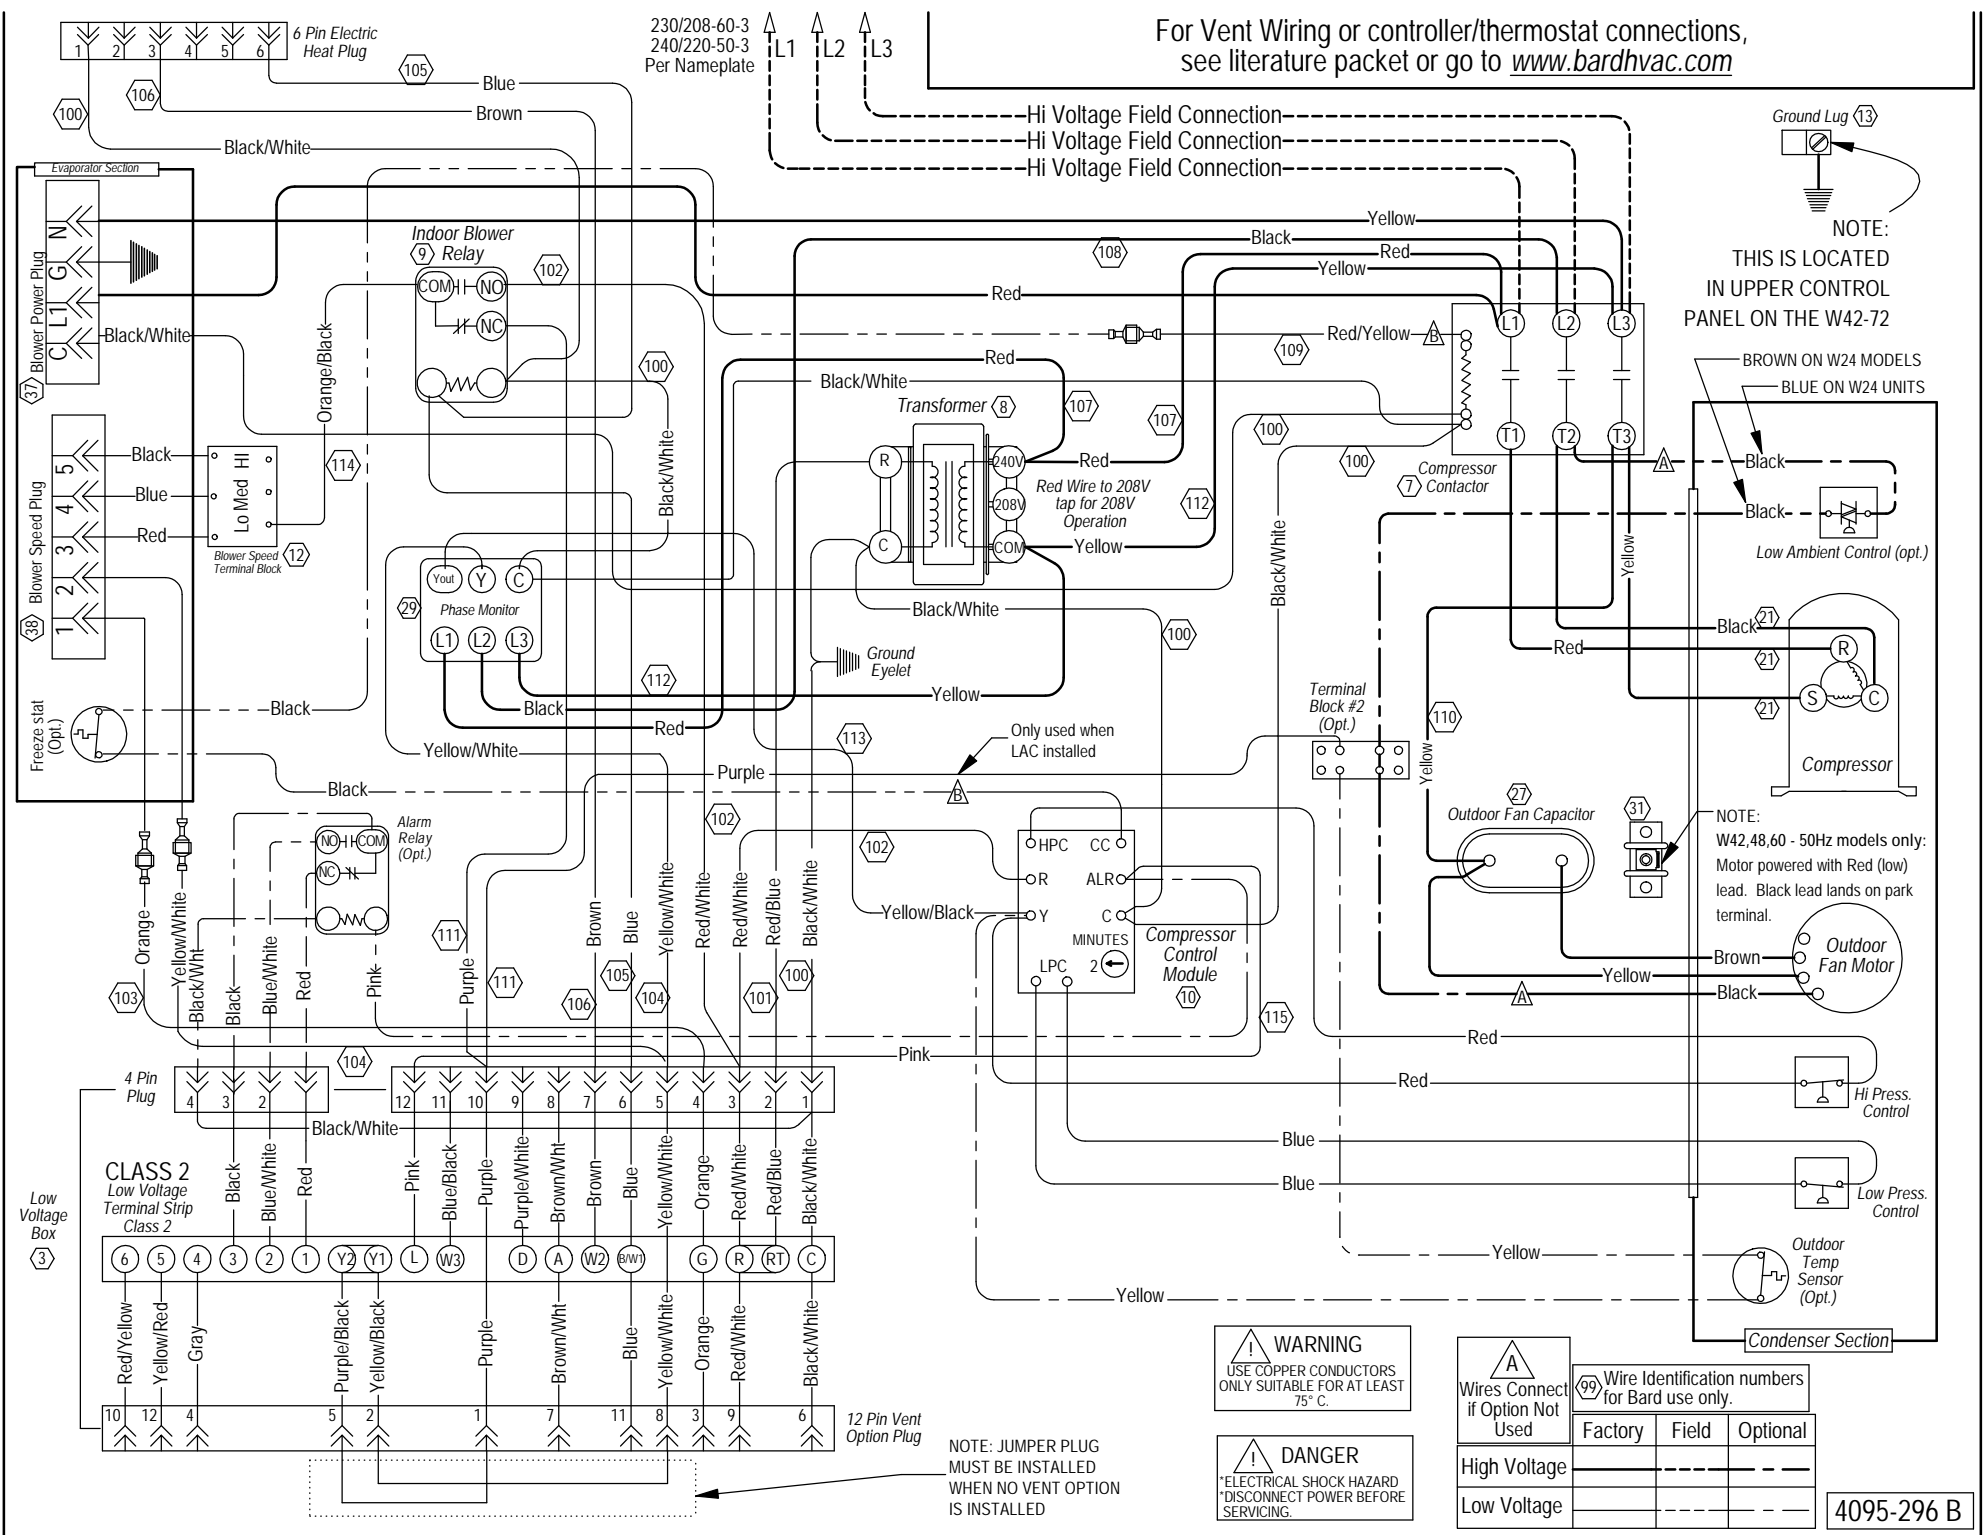 6 Pin Electric
Heat Plug
1 2 3 4 5 6
100
106
105
Blue
Brown
Black/White
230/208-60-3
240/220-50-3
Per Nameplate
L1
L2
L3
For Vent Wiring or controller/thermostat connections,
see literature packet or go to www.bardhvac.com
Hi Voltage Field Connection
Hi Voltage Field Connection
Hi Voltage Field Connection
Ground Lug 13
NOTE:
THIS IS LOCATED
IN UPPER CONTROL
PANEL ON THE W42-72
Evaporator Section
Blower Power Plug
N
G
L1
C
37
Black/White
Indoor Blower
9 Relay
COM
NO
NC
102
Orange/Black
100
Yellow
Black
108
Red
Yellow
Red
Red/Yellow
B
109
L1 L2 L3
T1 T2 T3
Compressor
7 Contactor
BROWN ON W24 MODELS
BLUE ON W24 UNITS
Red
Black/White
107
107
100
100
Transformer 8
R
C
240V
208V
COM
Red
Red Wire to 208V
tap for 208V
Operation
Yellow
112
A
Black
Black
Low Ambient Control (opt.)
Blower Speed Plug
5
4
3
2
1
38
Black
Blue
Red
Lo Med HI
Blower Speed
Terminal Block
12
114
Black/White
Yout Y C
Phase Monitor
29
L1 L2 L3
Black/White
100
Ground
Eyelet
Black/White
Yellow
112
Yellow
Black
Red
Black 21
Red
21
21
R
S
C
Compressor
Freeze stat
(Opt.)
Black
Yellow/White
113
Only used when
LAC installed
Terminal
Block #2
(Opt.)
110
Yellow
Purple
Black
B
27
Outdoor Fan Capacitor
31
NOTE:
W42,48,60 - 50Hz models only:
Motor powered with Red (low)
lead. Black lead lands on park
terminal.
Alarm
Relay
(Opt.)
NO
COM
NC
102
102
HPC CC
R ALR
Y C
MINUTES
2
LPC
Compressor
Control
Module
10
Yellow/Black
Outdoor
Fan Motor
Brown
Yellow
Black
A
Orange
Yellow/White
Black/Wht
Black
Blue/White
Red
Pink
111
Purple
111
Brown
Blue
Yellow/White
Red/White
Red/White
Red/Blue
Black/White
103
106
105
104
101
100
115
104
Pink
Red
Red
Hi Press.
Control
Blue
Blue
Low Press.
Control
4 Pin
Plug
4 3 2 1
12 11 10 9 8 7 6 5 4 3 2 1
Black/White
CLASS 2
Low Voltage
Terminal Strip
Class 2
Low
Voltage
Box
3
Black
Blue/White
Red
Pink
Blue/Black
Purple
Purple/White
Brown/Wht
Brown
Blue
Yellow/White
Orange
Red/White
Red/Blue
Black/White
6 5 4 3 2 1 Y2 Y1 L W3 D A W2 B/W1 G R RT C
Yellow
Outdoor
Temp
Sensor
(Opt.)
Yellow
Condenser Section
Red/Yellow
Yellow/Red
Gray
Purple/Black
Yellow/Black
Purple
Brown/Wht
Blue
Yellow/White
Orange
Red/White
Black/White
10 12 4 5 2 1 7 11 8 3 9 6
12 Pin Vent
Option Plug
NOTE: JUMPER PLUG
MUST BE INSTALLED
WHEN NO VENT OPTION
IS INSTALLED
! WARNING
USE COPPER CONDUCTORS
ONLY SUITABLE FOR AT LEAST
75° C.
! DANGER
*ELECTRICAL SHOCK HAZARD
*DISCONNECT POWER BEFORE
SERVICING.
A
Wires Connect
if Option Not
Used
99 Wire Identification numbers
for Bard use only.
Factory Field Optional
High Voltage
Low Voltage
4095-296 B